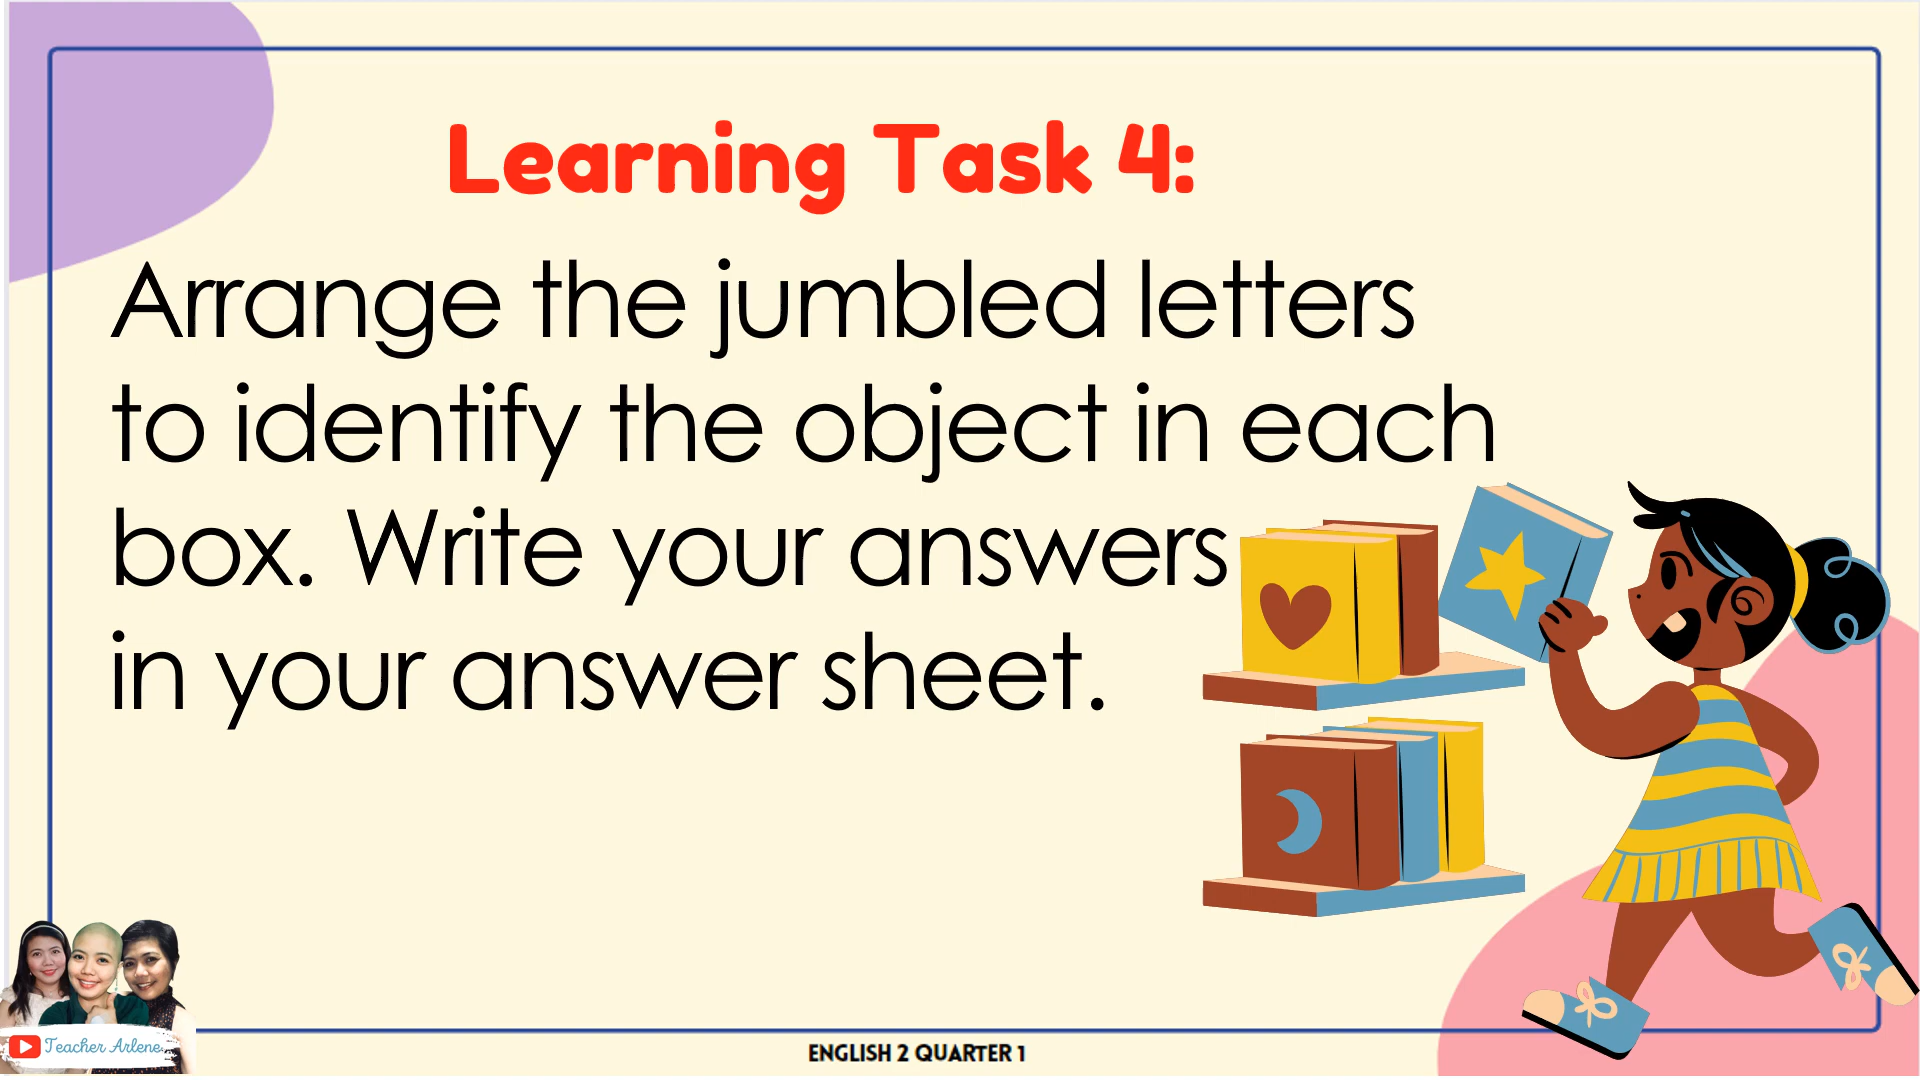 Learning Task 4:
Arrange the jumbled letters
to identify the object in each
box. Write your answers
in your answer sheet.
Teacher Arlene
ENGLISH 2 QUARTER 1